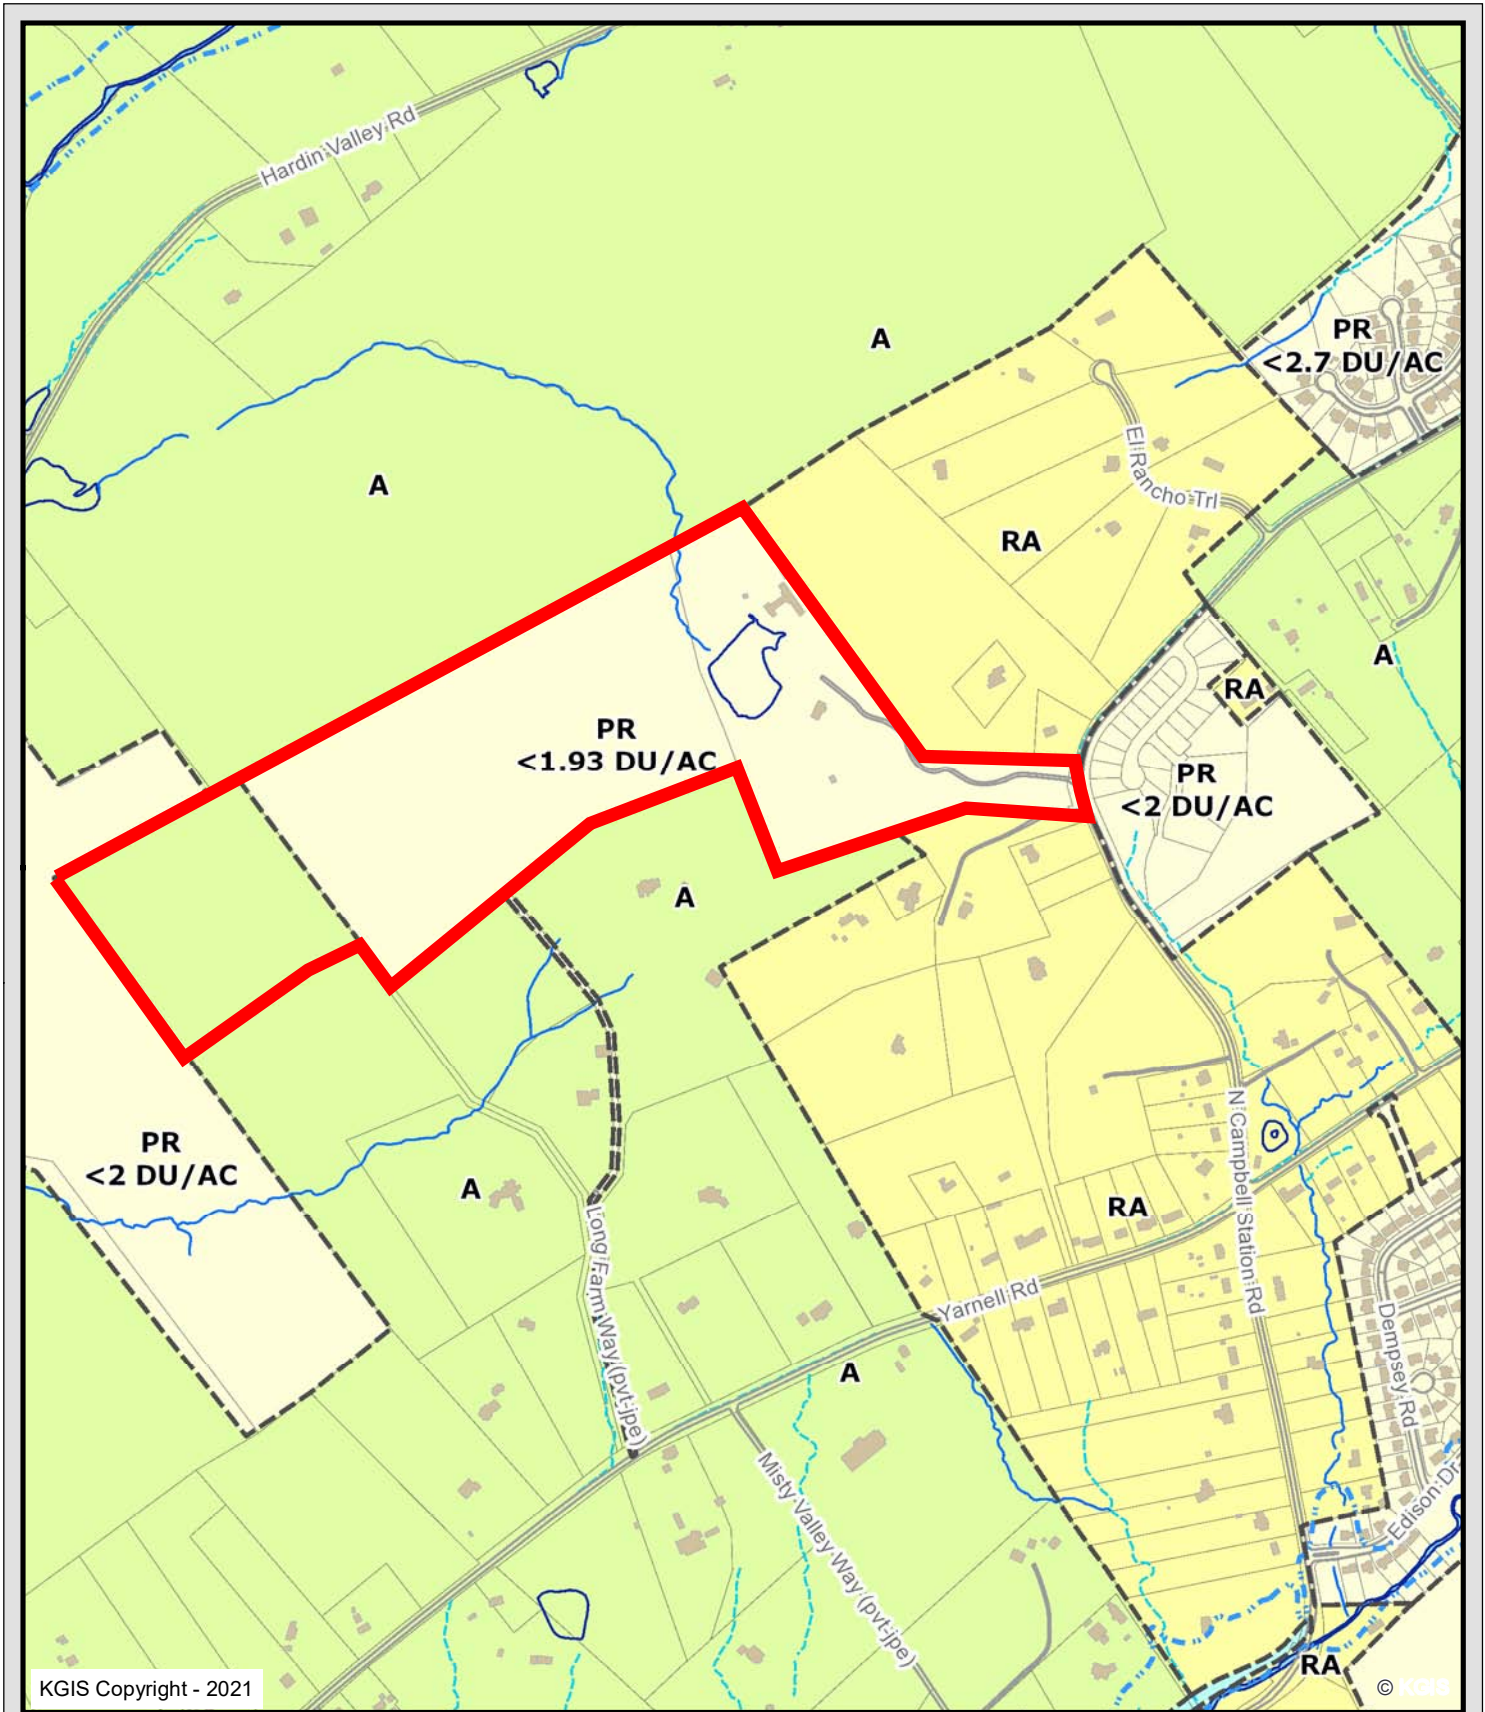 Hardin Valley Rd
A
PR
<2.7 DU/AC
El Rancho Trl
A
RA
A
RA
PR
<1.93 DU/AC
PR
<2 DU/AC
A
N Campbell Station Rd
PR
<2 DU/AC
A
RA
Long Farm Way (pvt-jpe)
Yarnell Rd
Dempsey Rd
A
Misty Valley Way (pvt-jpe)
Edison Dr
RA
KGIS Copyright - 2021
© KGIS